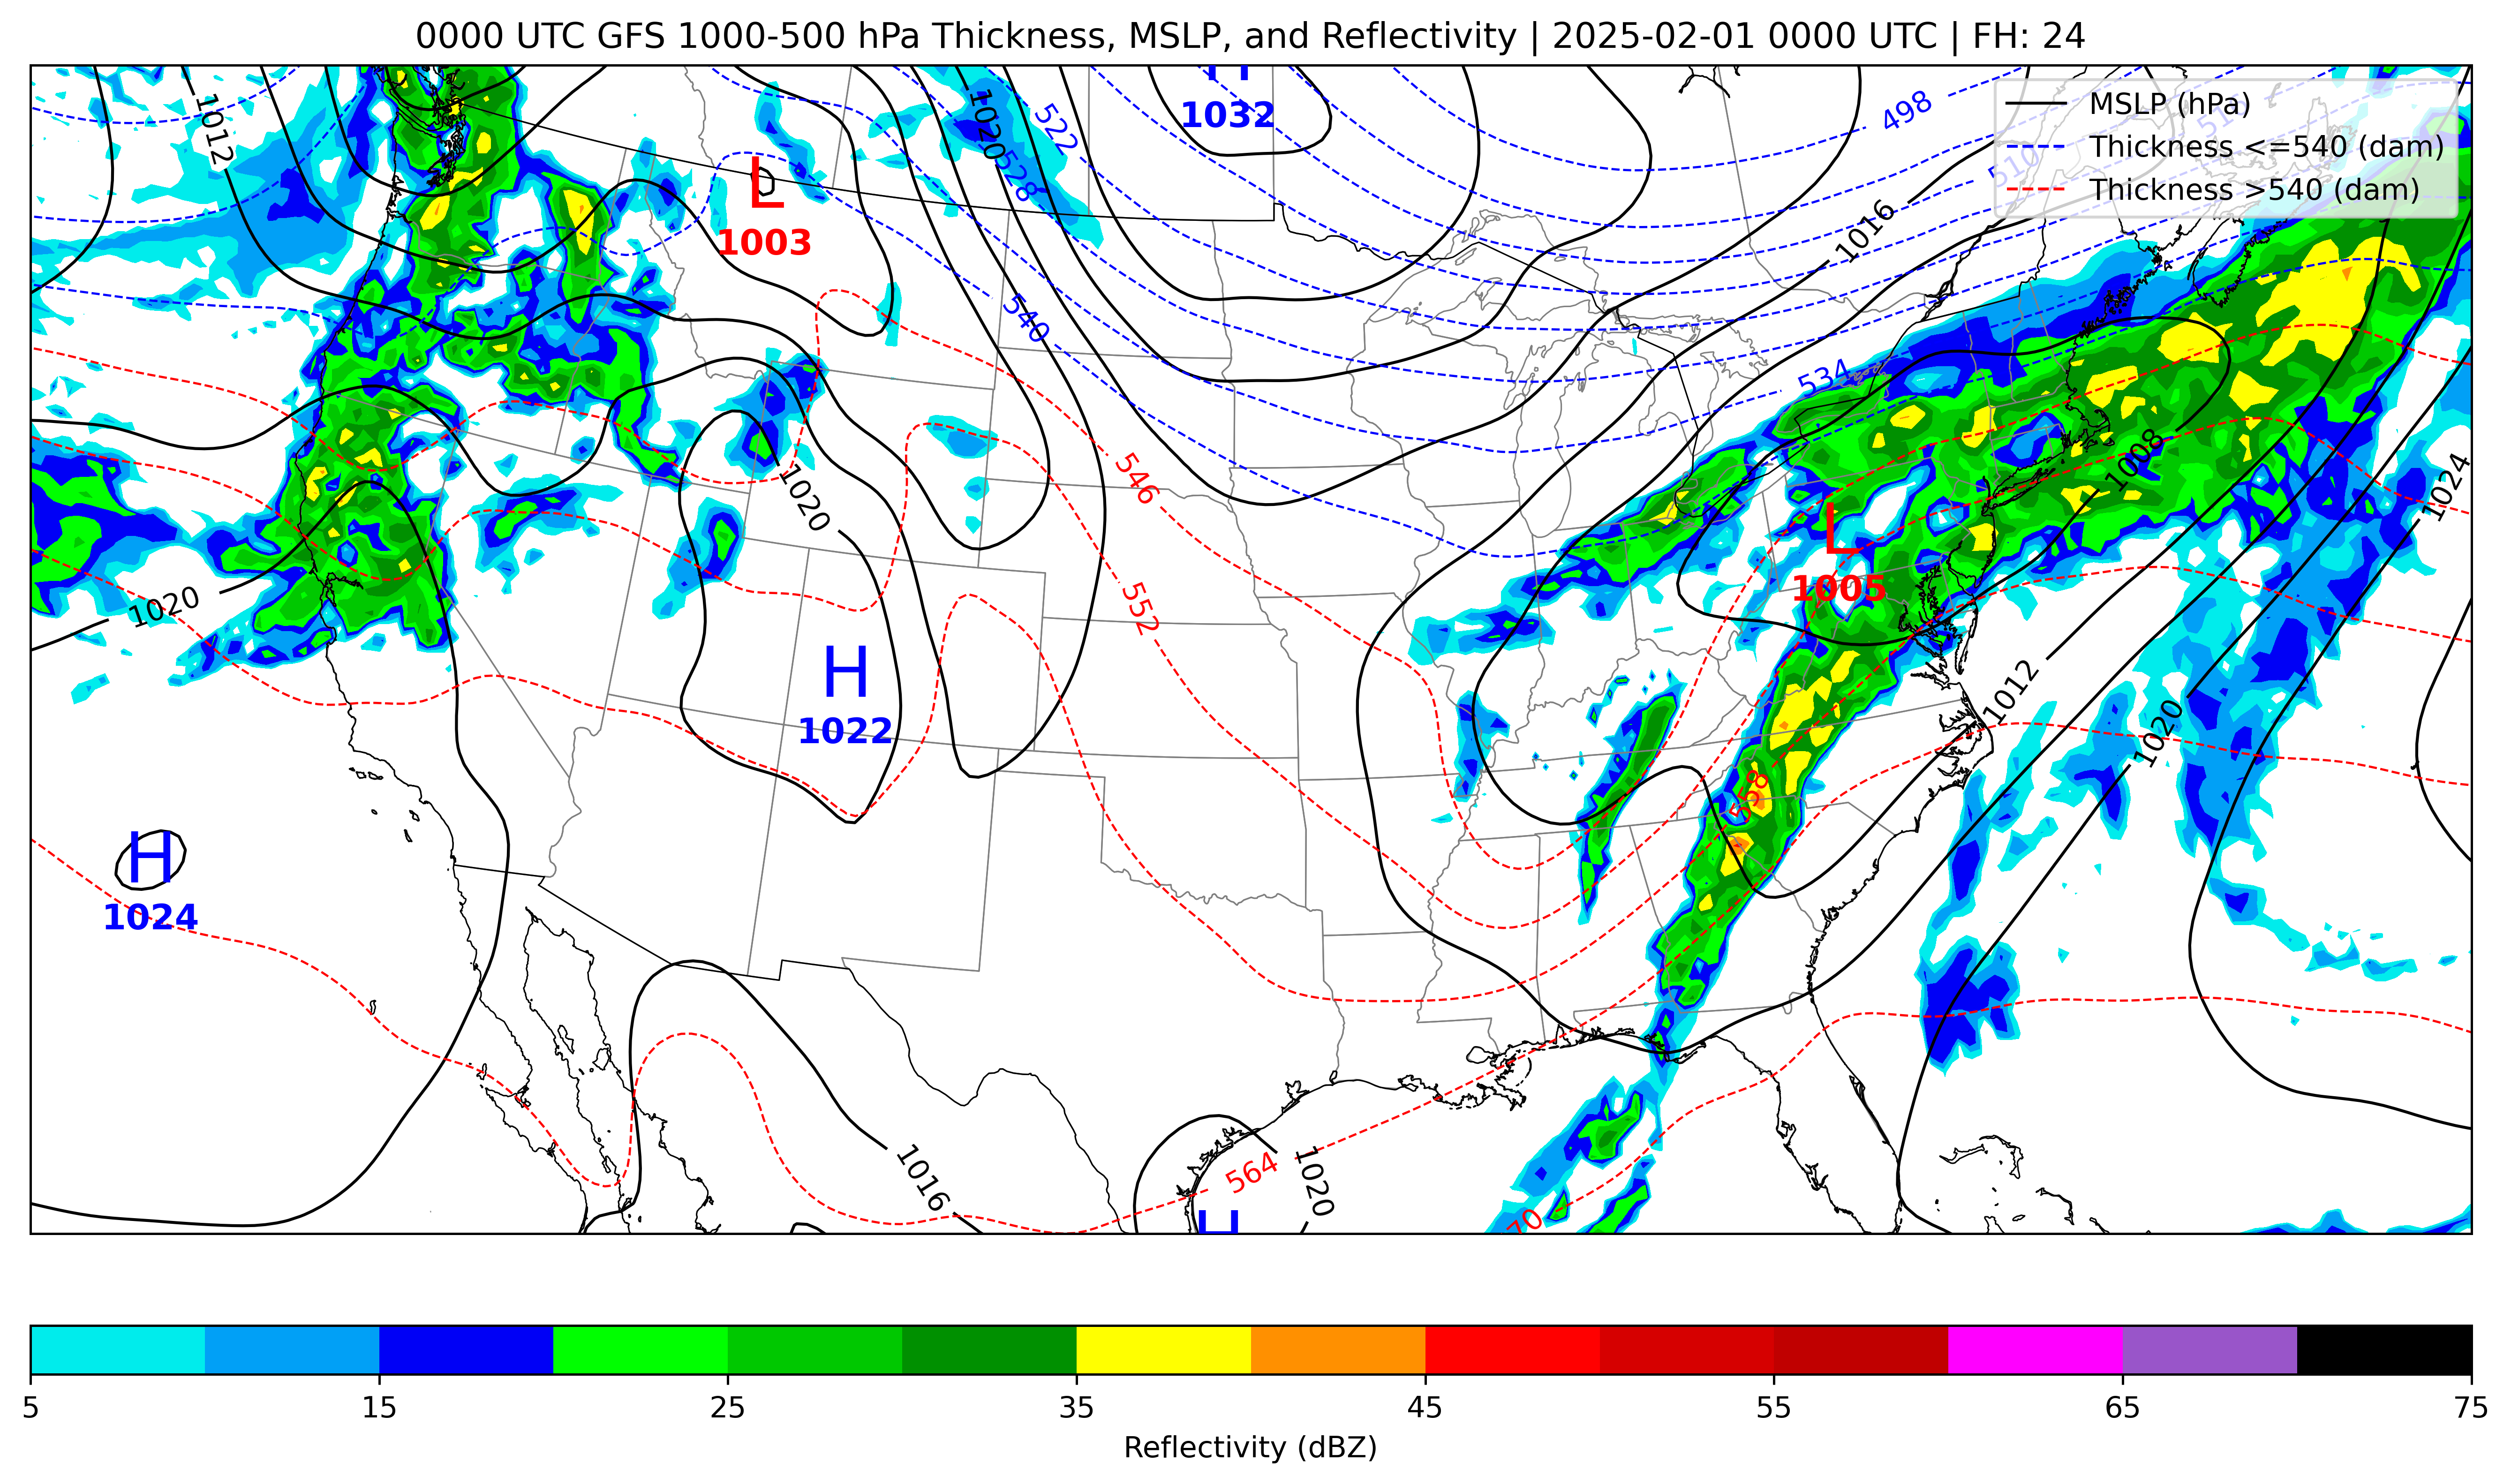 0000 UTC GFS 1000-500 hPa Thickness, MSLP, and Reflectivity | 2025-02-01 0000 UTC | FH: 24
MSLP (hPa)
Thickness <=540 (dam)
Thickness >540 (dam)
1012
1020
522
528
540
H
1032
498
510
516
1016
L
1003
534
1008
1024
546
552
1020
1020
L
1005
H
1022
1012
1020
558
H
1024
1016
564
1020
H
70
5 15 25 35 45 55 65 75
Reflectivity (dBZ)